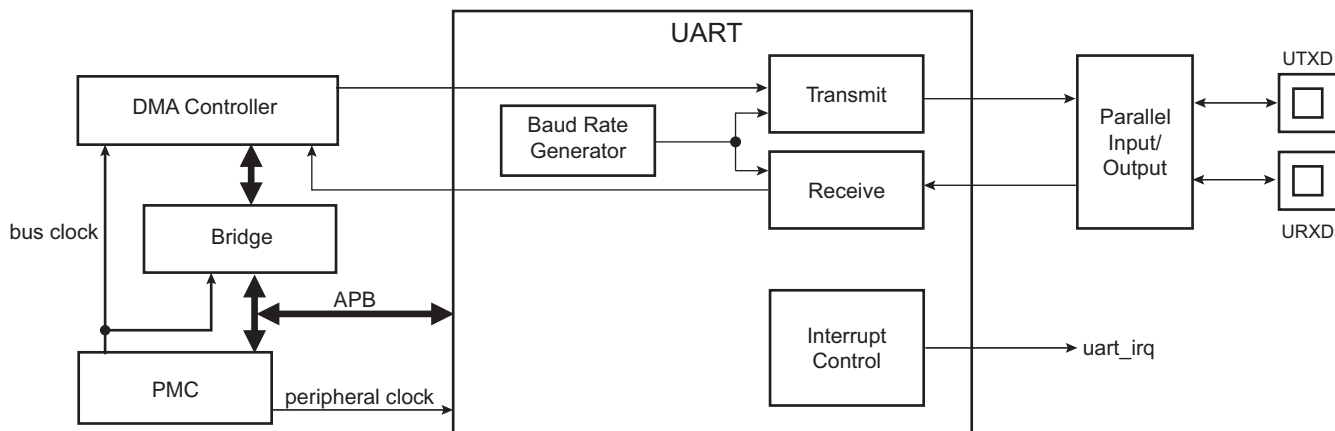 UART
UTXD
DMA Controller
Transmit
Baud Rate
Generator
Parallel
Input/
Output
Receive
bus clock
Bridge
URXD
APB
Interrupt
Control
uart_irq
PMC
peripheral clock